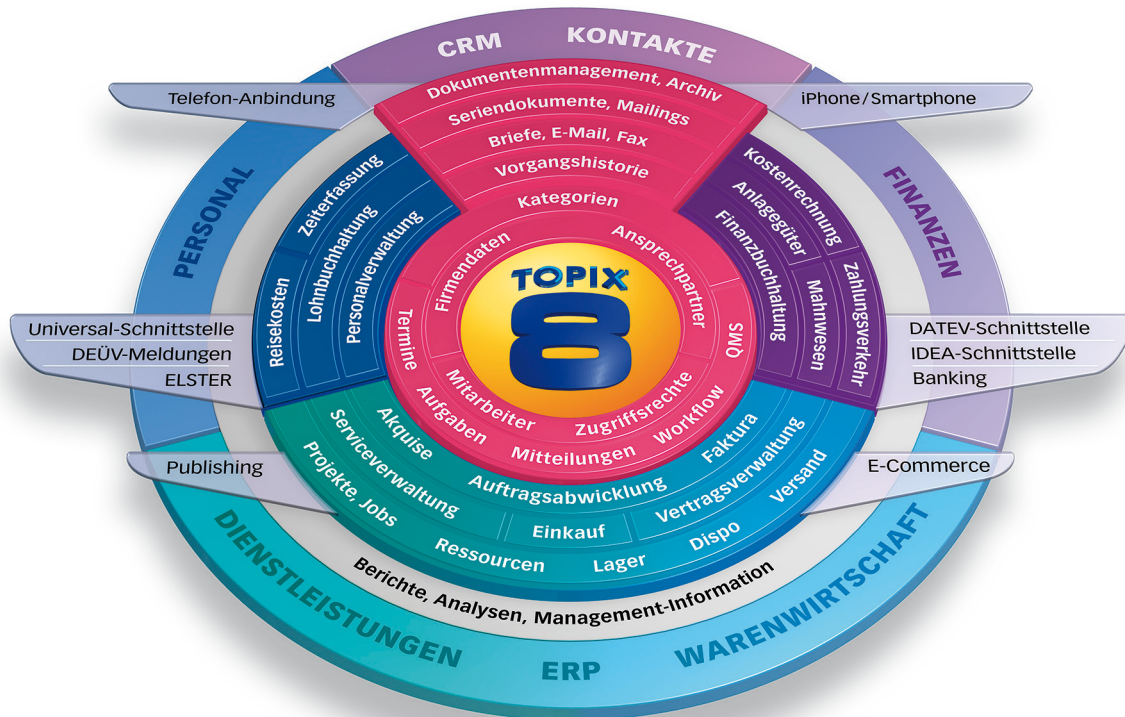 CRM KONTAKTE
Dokumentenmanagement, Archiv
Seriendokumente, Mailings
Briefe, E-Mail, Fax
Vorgangshistorie
Kategorien
Telefon-Anbindung
iPhone/Smartphone
PERSONAL
Zeiterfassung
Reisekosten
Lohnbuchhaltung
Personalverwaltung
FINANZEN
Kostenrechnung
Anlagegüter
Finanzbuchhaltung
Zahlungsverkehr
Mahnwesen
Firmendaten
Ansprechpartner
TOPIX
8
Termine
QMS
Mitarbeiter
Zugriffsrechte
Aufgaben
Mitteilungen
Workflow
Universal-Schnittstelle
DEÜV-Meldungen
ELSTER
DATEV-Schnittstelle
IDEA-Schnittstelle
Banking
Publishing
E-Commerce
Akquise
Auftragsabwicklung
Faktura
Serviceverwaltung
Einkauf
Vertragsverwaltung
Projekte, Jobs
Ressourcen
Lager
Dispo
Versand
Berichte, Analysen, Management-Information
DIENSTLEISTUNGEN
ERP
WARENWIRTSCHAFT